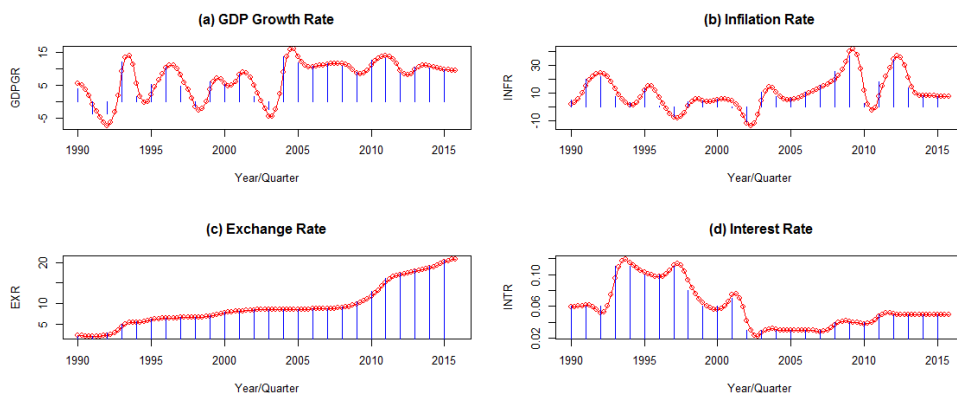 (a) GDP Growth Rate
GDPGR
-5 5 15
1990 1995 2000 2005 2010 2015
Year/Quarter
(b) Infilation Rate
INFR
-10 10 30
1990 1995 2000 2005 2010 2015
Year/Quarter
(c) Exchange Rate
EXR
5 10 20
1990 1995 2000 2005 2010 2015
Year/Quarter
(d) Interest Rate
INTR
0.02 0.06 0.10
1990 1995 2000 2005 2010 2015
Year/Quarter